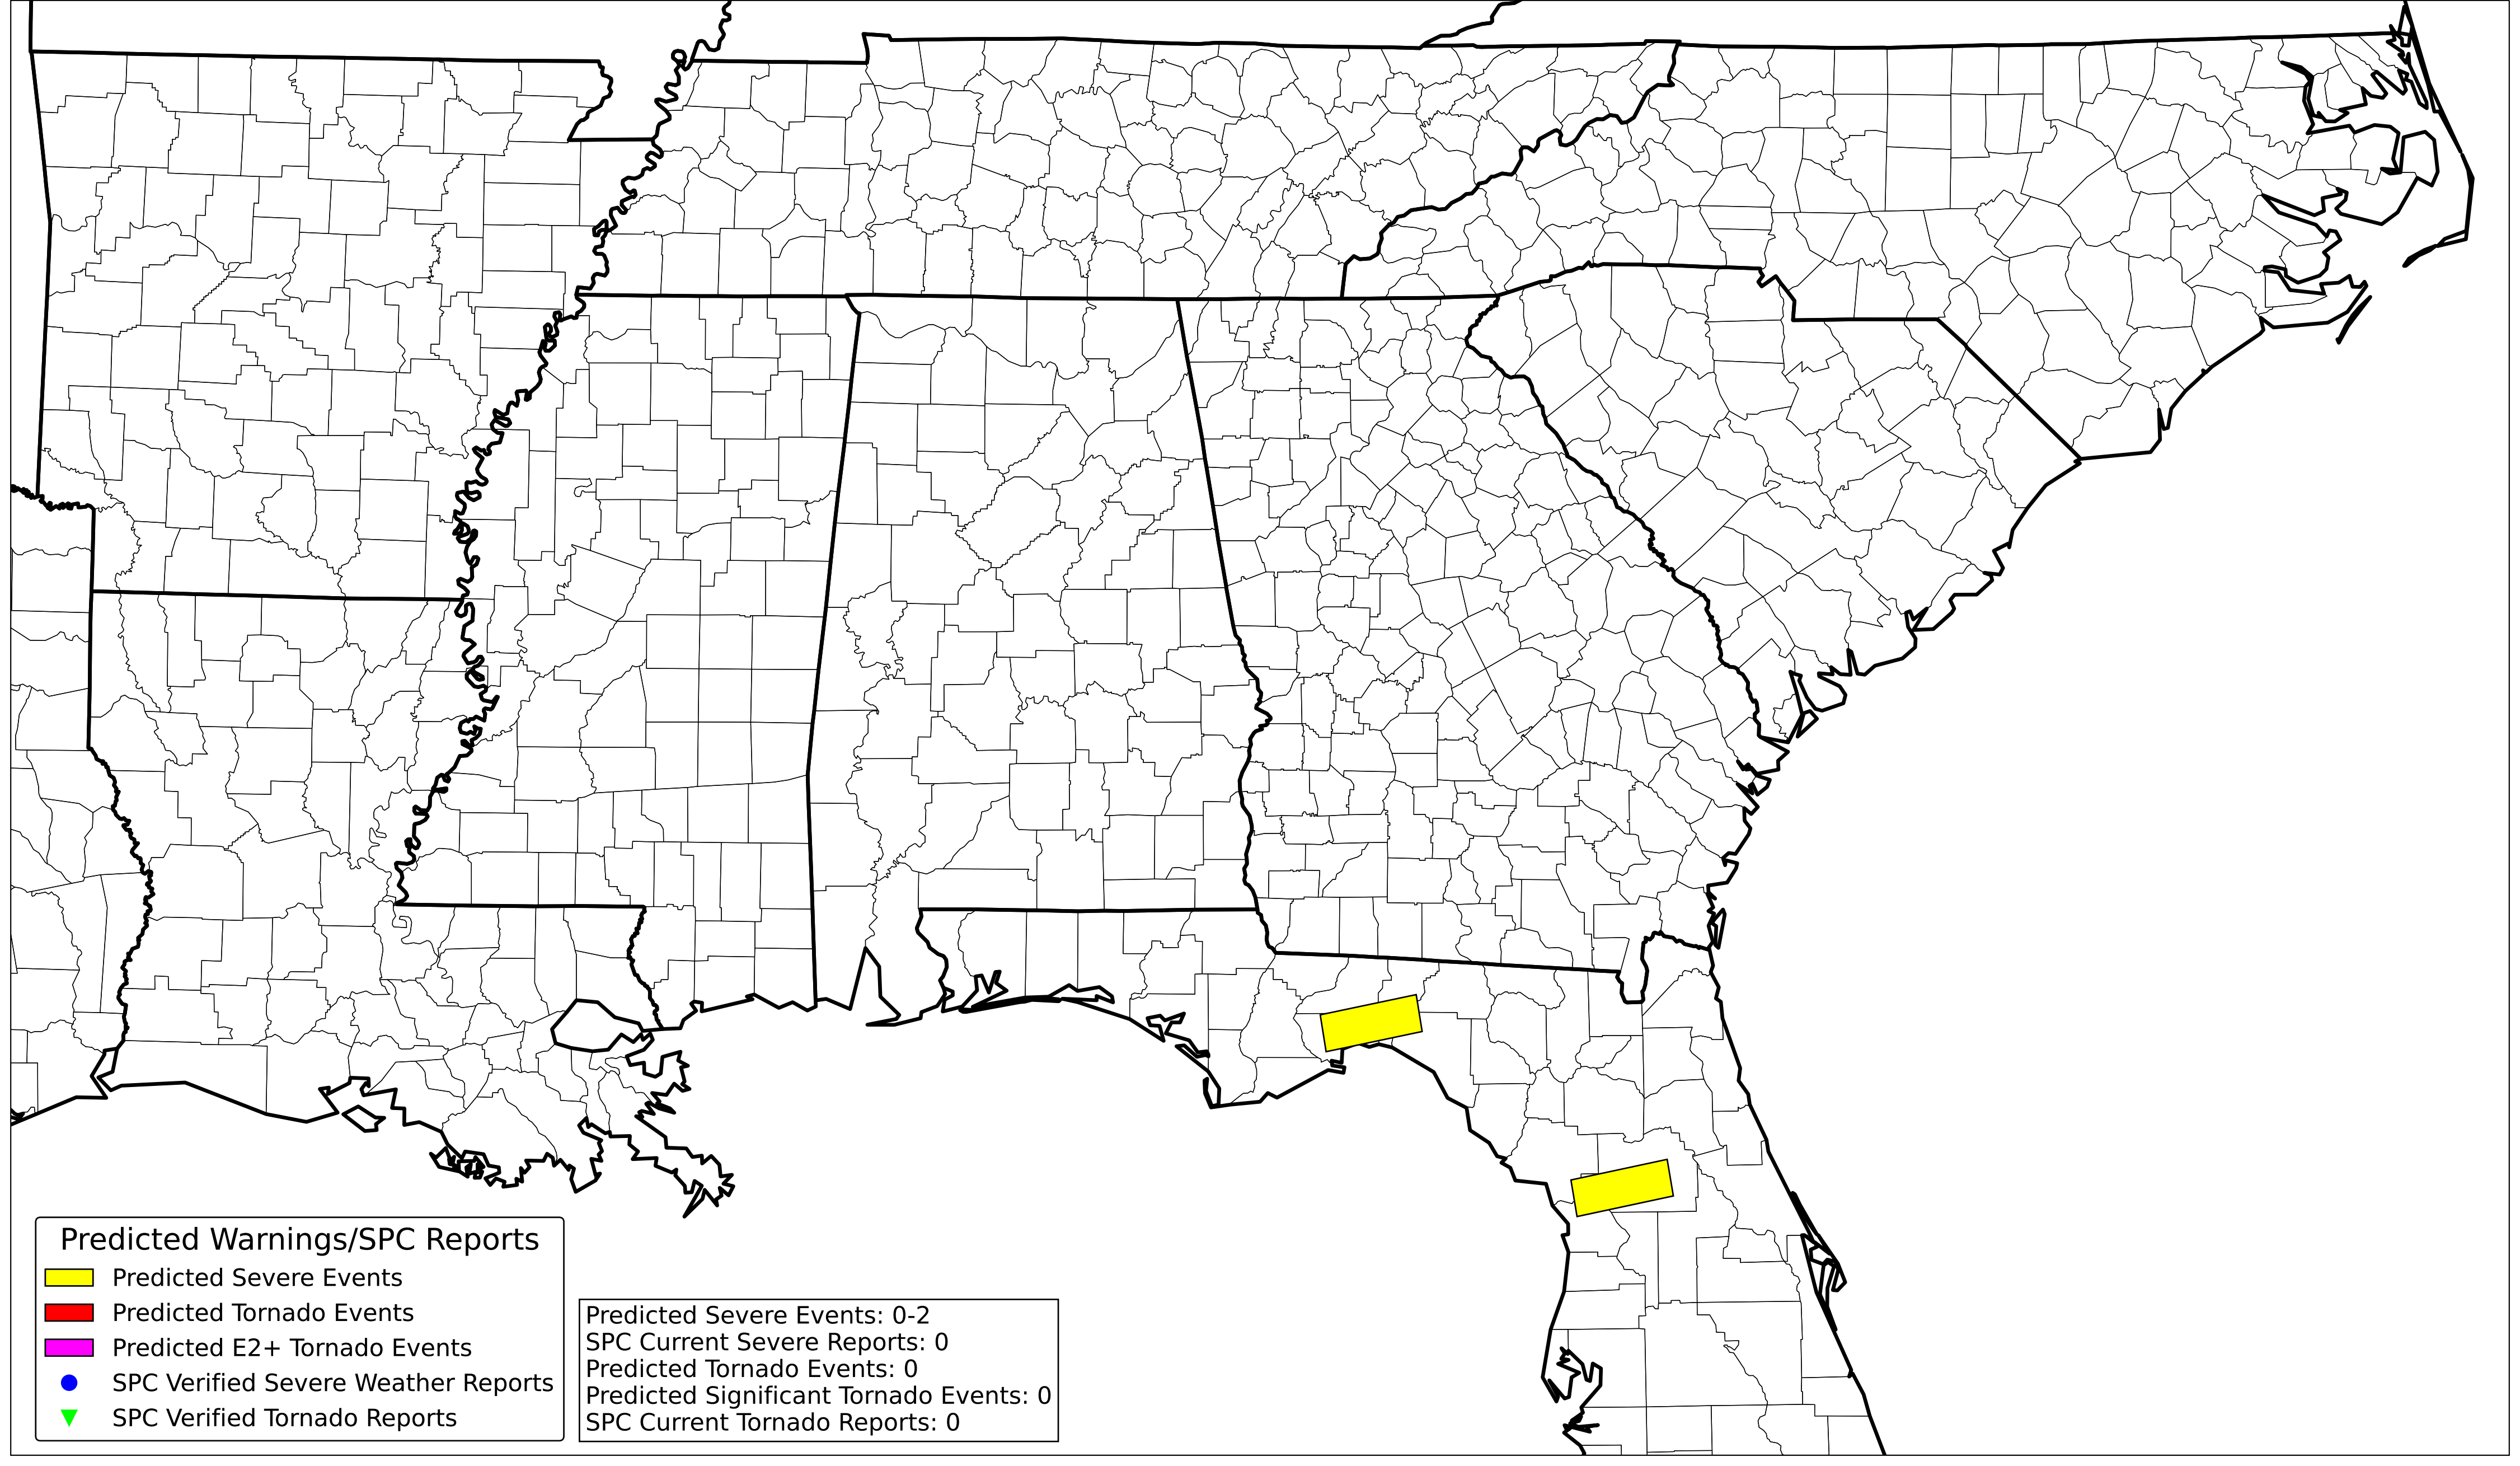 Predicted Warnings/SPC Reports
Predicted Severe Events
Predicted Tornado Events
Predicted E2+ Tornado Events
SPC Verified Severe Weather Reports
SPC Verified Tornado Reports
Predicted Severe Events: 0-2
SPC Current Severe Reports: 0
Predicted Tornado Events: 0
Predicted Significant Tornado Events: 0
SPC Current Tornado Reports: 0